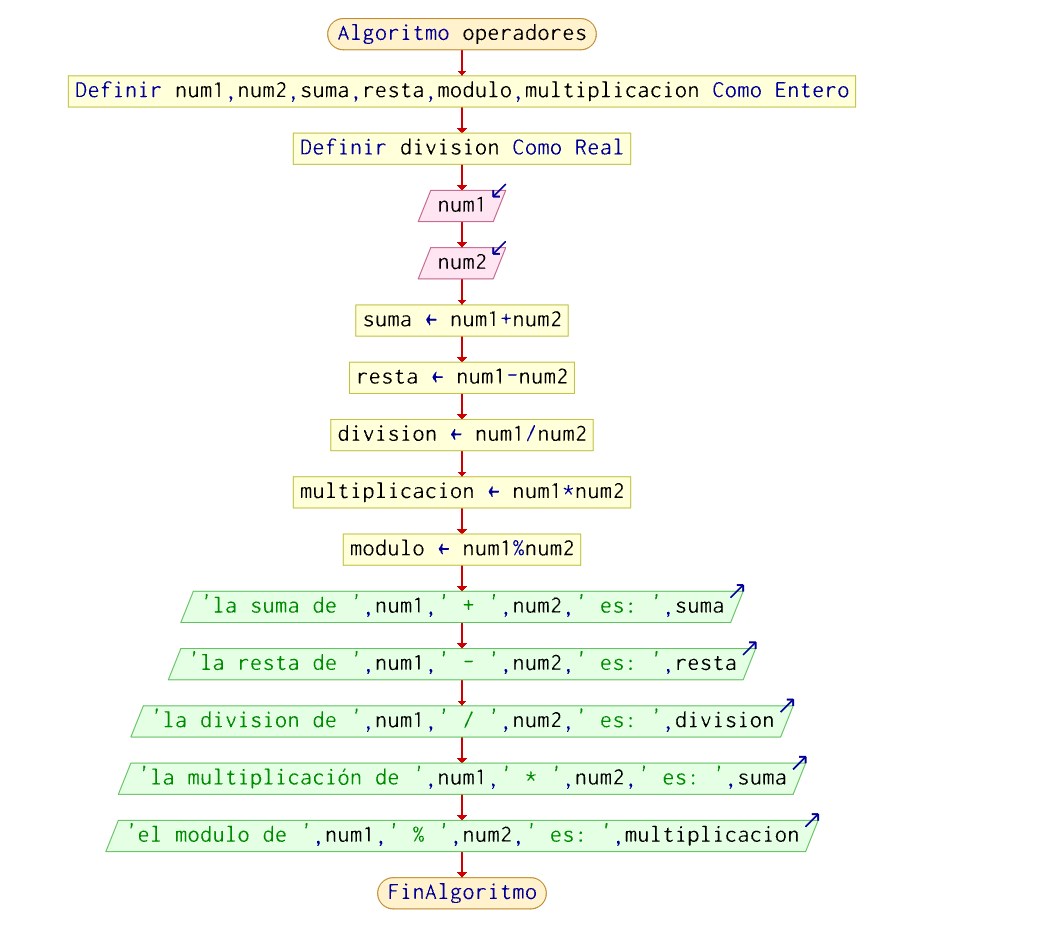 Algoritmo operadores
Definir num1,num2,suma,resta,modulo,multiplicacion Como Entero
Definir division Como Real
num1
num2
suma ← num1+num2
resta ← num1-num2
division ← num1/num2
multiplicacion ← num1*num2
modulo ← num1%num2
'la suma de ',num1,' + ',num2,' es: ',suma
'la resta de ',num1,' - ',num2,' es: ',resta
'la division de ',num1,' / ',num2,' es: ',division
'la multiplicación de ',num1,' * ',num2,' es: ',suma
'el modulo de ',num1,' % ',num2,' es: ',multiplicacion
FinAlgoritmo